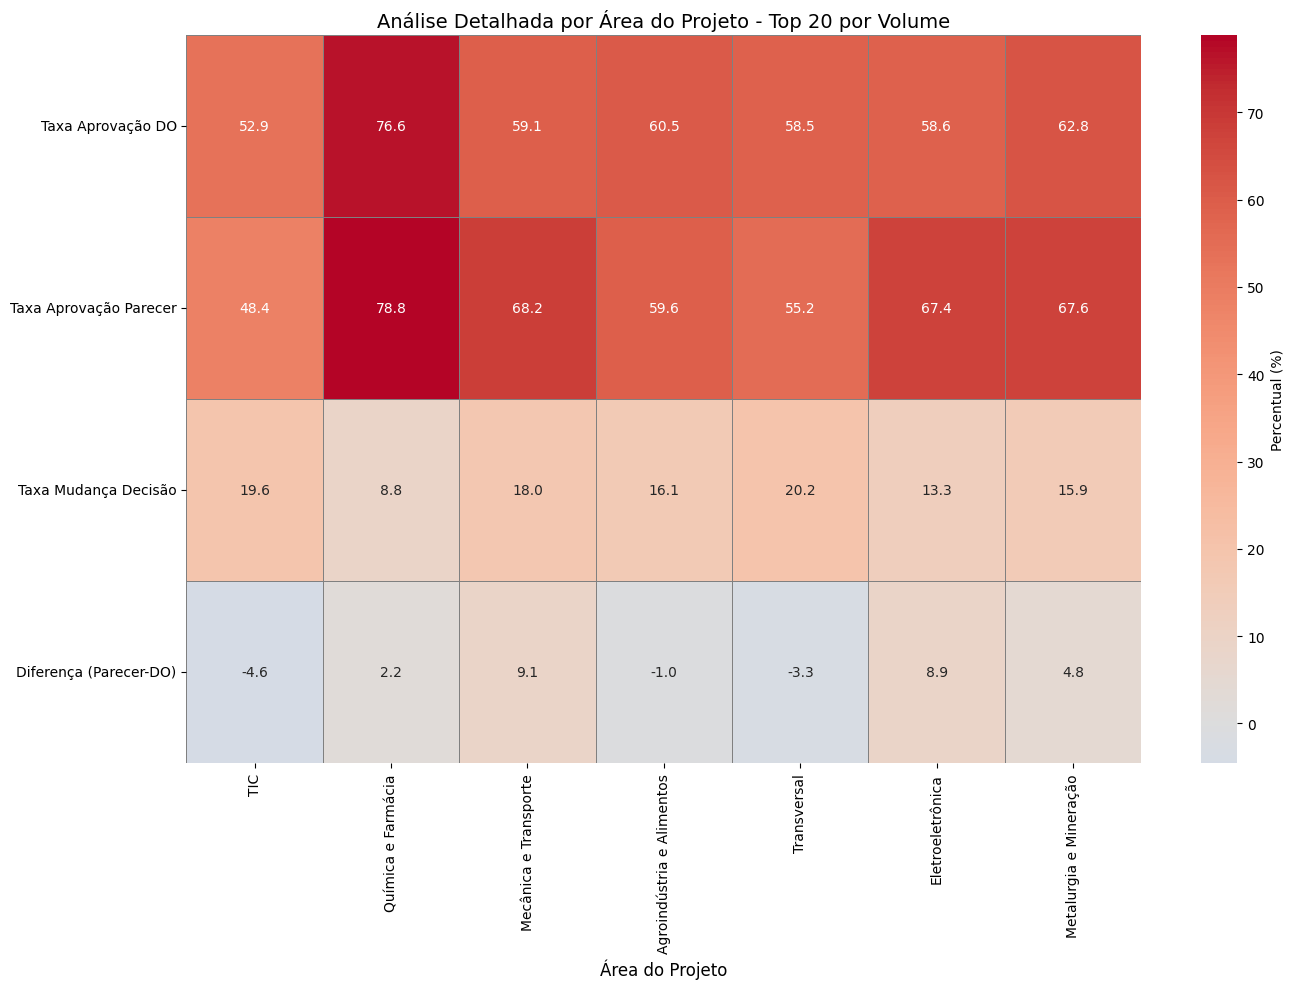 Análise Detalhada por Área do Projeto - Top 20 por Volume
Taxa Aprovação DO
52.9 76.6 59.1 60.5 58.5 58.6 62.8
Taxa Aprovação Parecer
48.4 78.8 68.2 59.6 55.2 67.4 67.6
Taxa Mudança Decisão
19.6 8.8 18.0 16.1 20.2 13.3 15.9
Diferença (Parecer-DO)
-4.6 2.2 9.1 -1.0 -3.3 8.9 4.8
TIC
Química e Farmácia
Mecânica e Transporte
Agroindústria e Alimentos
Transversal
Eletroeletrônica
Metalurgia e Mineração
Área do Projeto
70
60
50
40
30
20
10
0
Percentual (%)